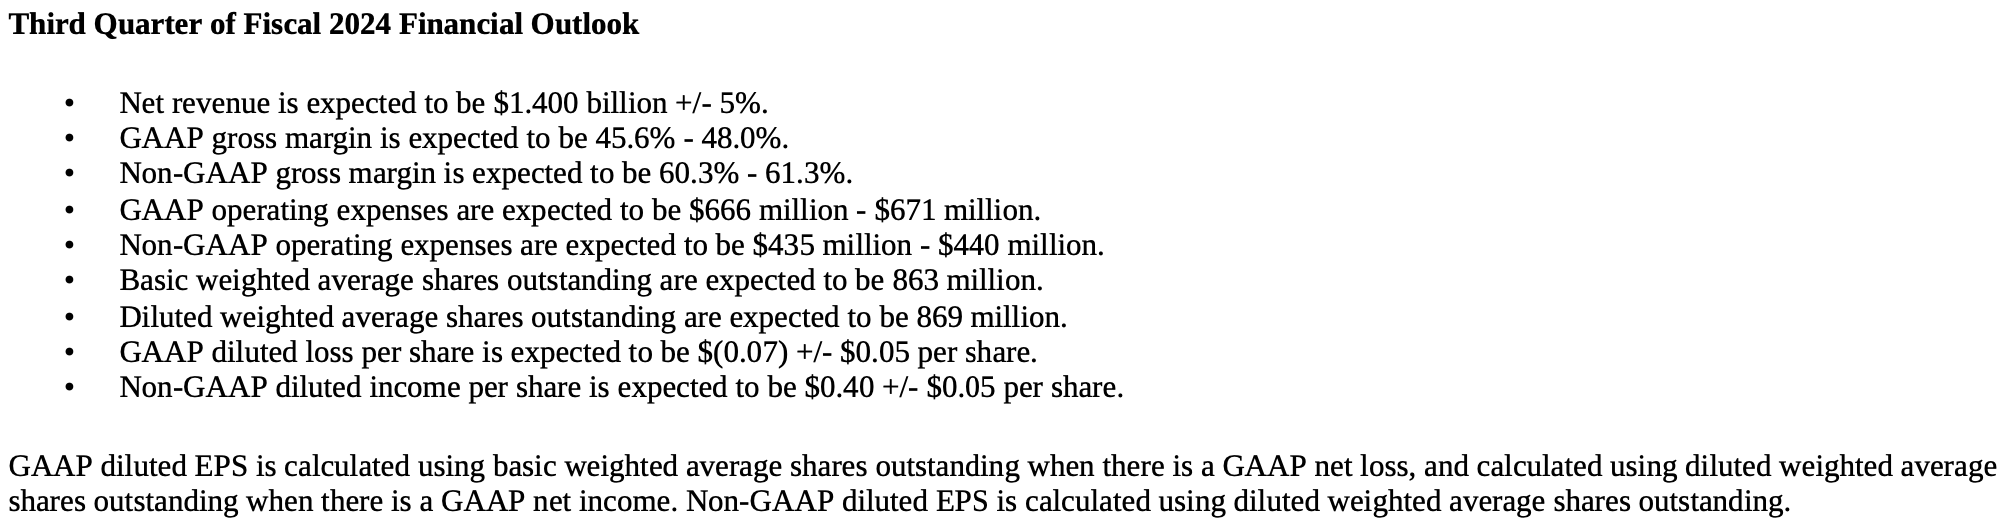 Third Quarter of Fiscal 2024 Financial Outlook
• Net revenue is expected to be $1.400 billion +/- 5%.
• GAAP gross margin is expected to be 45.6% - 48.0%.
• Non-GAAP gross margin is expected to be 60.3% - 61.3%.
• GAAP operating expenses are expected to be $666 million - $671 million.
• Non-GAAP operating expenses are expected to be $435 million - $440 million.
• Basic weighted average shares outstanding are expected to be 863 million.
• Diluted weighted average shares outstanding are expected to be 869 million.
• GAAP diluted loss per share is expected to be $(0.07) +/- $0.05 per share.
• Non-GAAP diluted income per share is expected to be $0.40 +/- $0.05 per share.
GAAP diluted EPS is calculated using basic weighted average shares outstanding when there is a GAAP net loss, and calculated using diluted weighted average
shares outstanding when there is a GAAP net income. Non-GAAP diluted EPS is calculated using diluted weighted average shares outstanding.